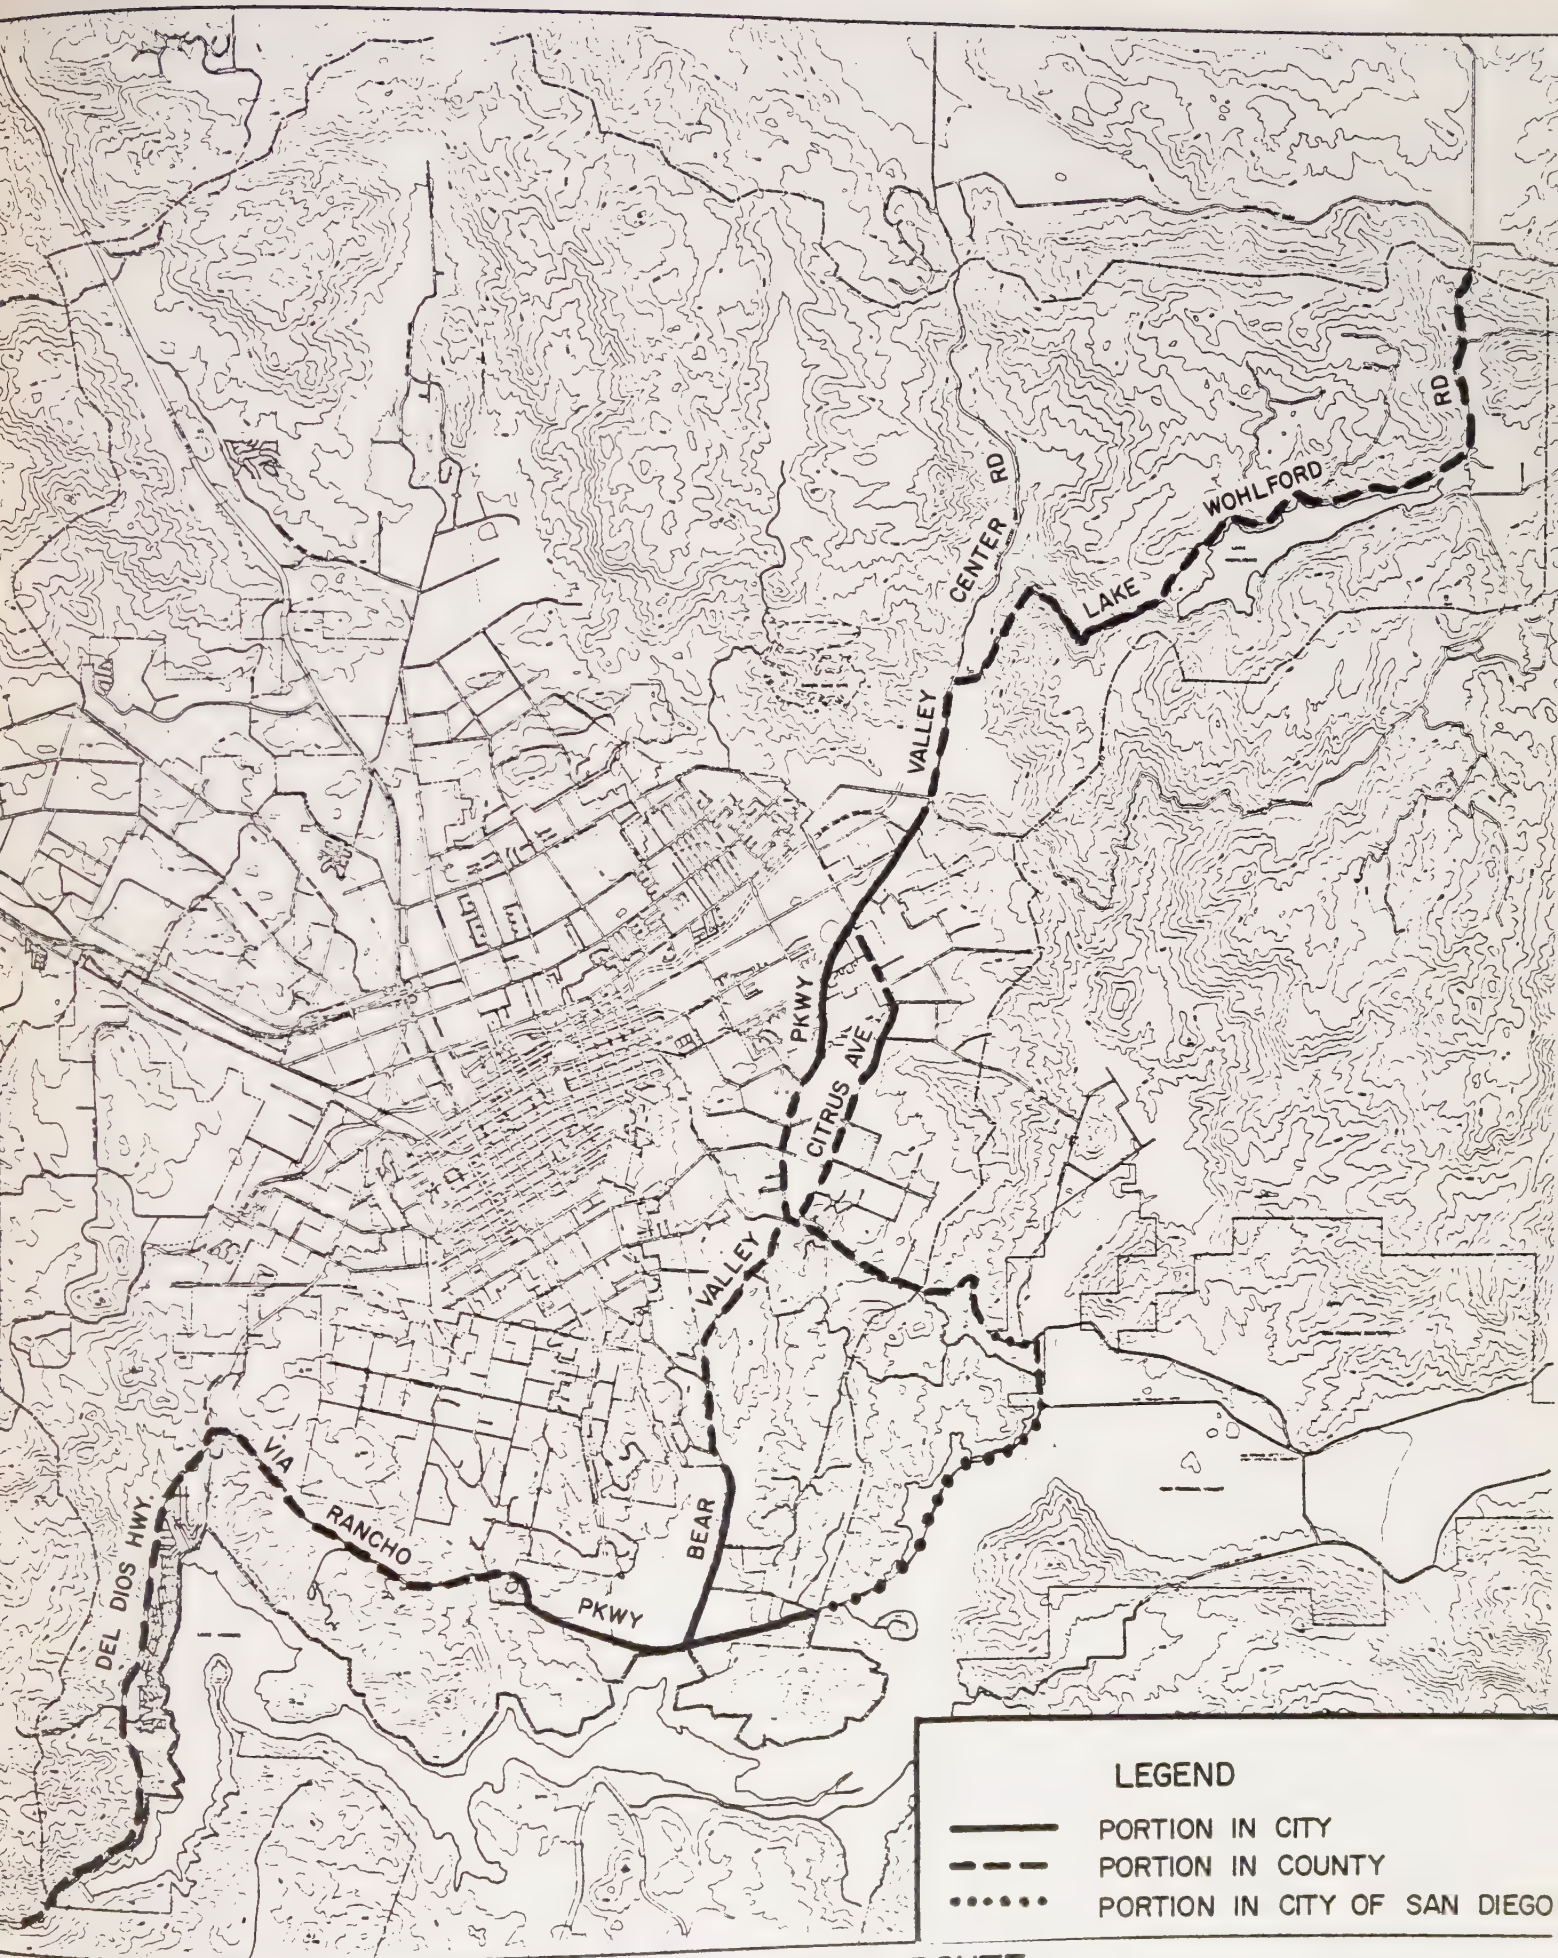 RD
WOHLFORD
RD
CENTER
LAKE
VALLEY
PKWY
CITRUS AVE
VALLEY
VIA
RANCHO
PKWY
BEAR
DEL DIOS HWY.
LEGEND
PORTION IN CITY
PORTION IN COUNTY
PORTION IN CITY OF SAN DIEGO